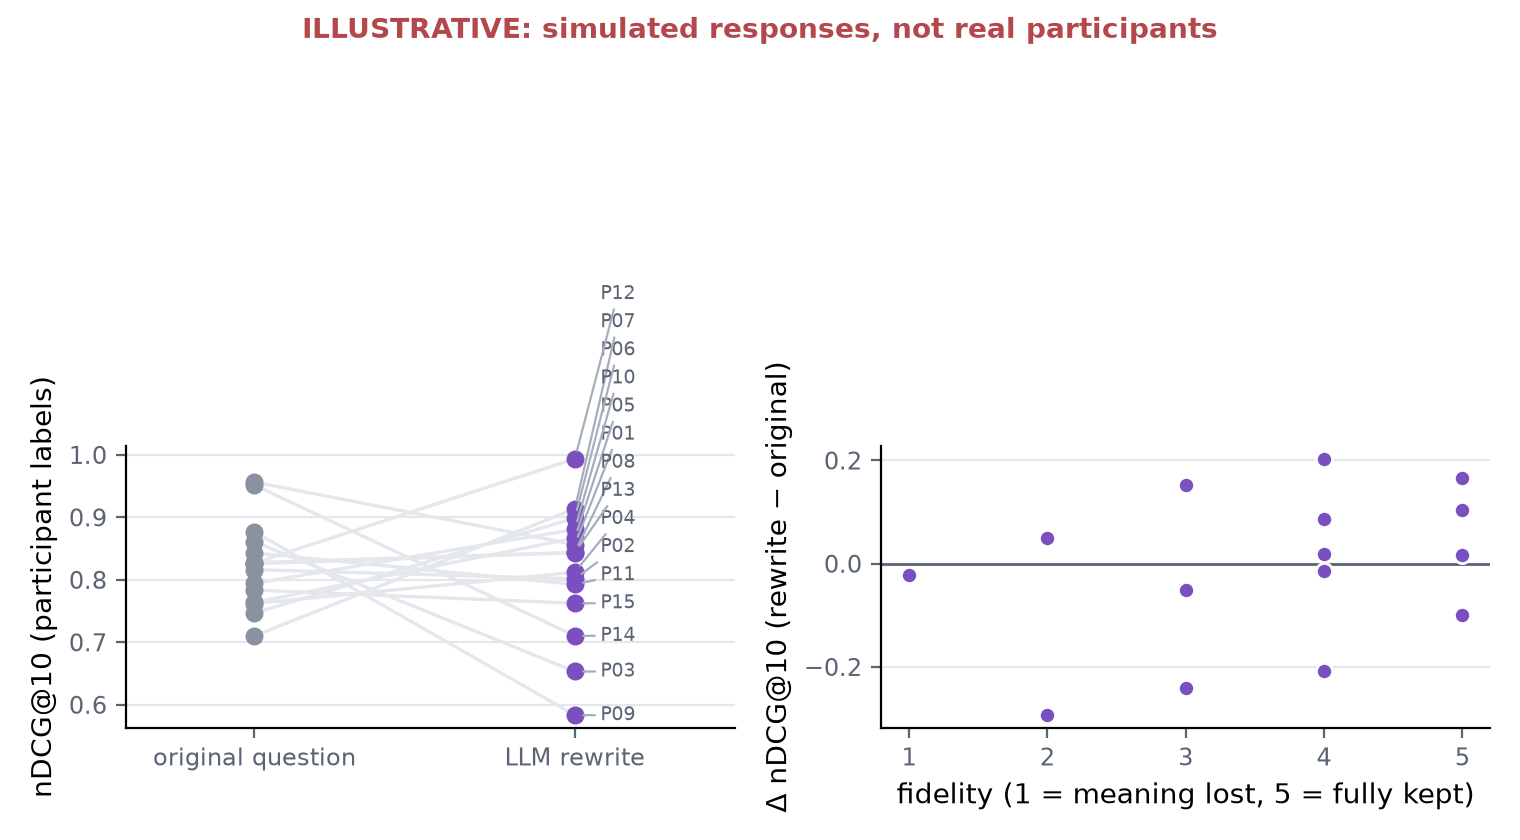 ILLUSTRATIVE: simulated responses, not real participants
nDCG@10 (participant labels)
1.0
0.9
0.8
0.7
0.6
P12
P07
P06
P10
P05
P01
P08
P13
P04
P02
P11
P15
P14
P03
P09
original question
LLM rewrite
Δ nDCG@10 (rewrite − original)
0.2
0.0
−0.2
1
2
3
4
5
fidelity (1 = meaning lost, 5 = fully kept)